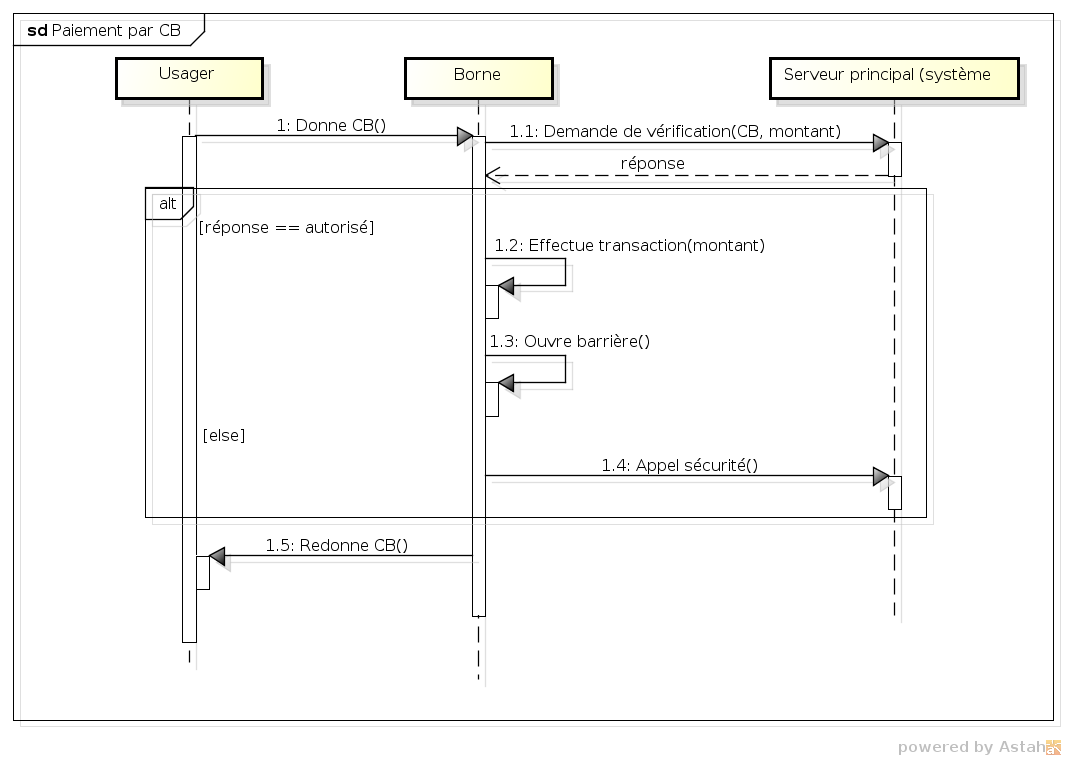 sd Paiement par CB
Usager
Borne
Serveur principal (système
1: Donne CB()
1.1: Demande de vérification(CB, montant)
réponse
alt
[réponse == autorisé]
1.2: Effectue transaction(montant)
1.3: Ouvre barrière()
[else]
1.4: Appel sécurité()
1.5: Redonne CB()
powered by Astah